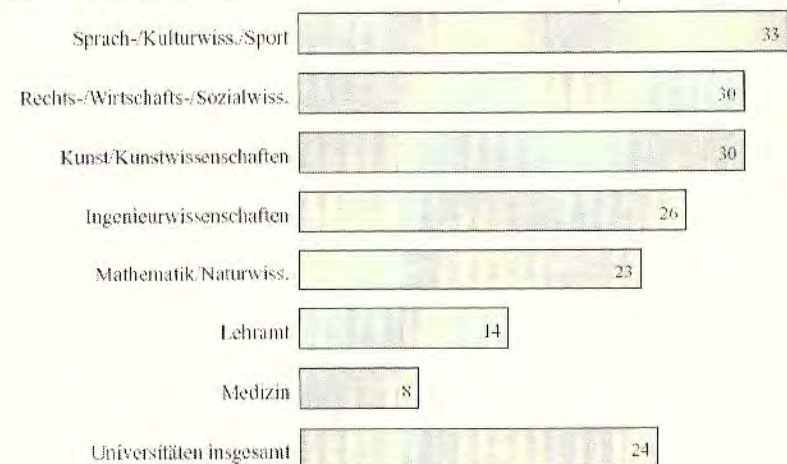 Sprach-/Kulturwiss./Sport 33
Rechts-/Wirtschafts-/Sozialwiss. 30
Kunst/Kunstwissenschaften 30
Ingenieurwissenschaften 26
Mathematik/Naturwiss. 23
Lehramt 14
Medizin 8
Universitäten insgesamt 24